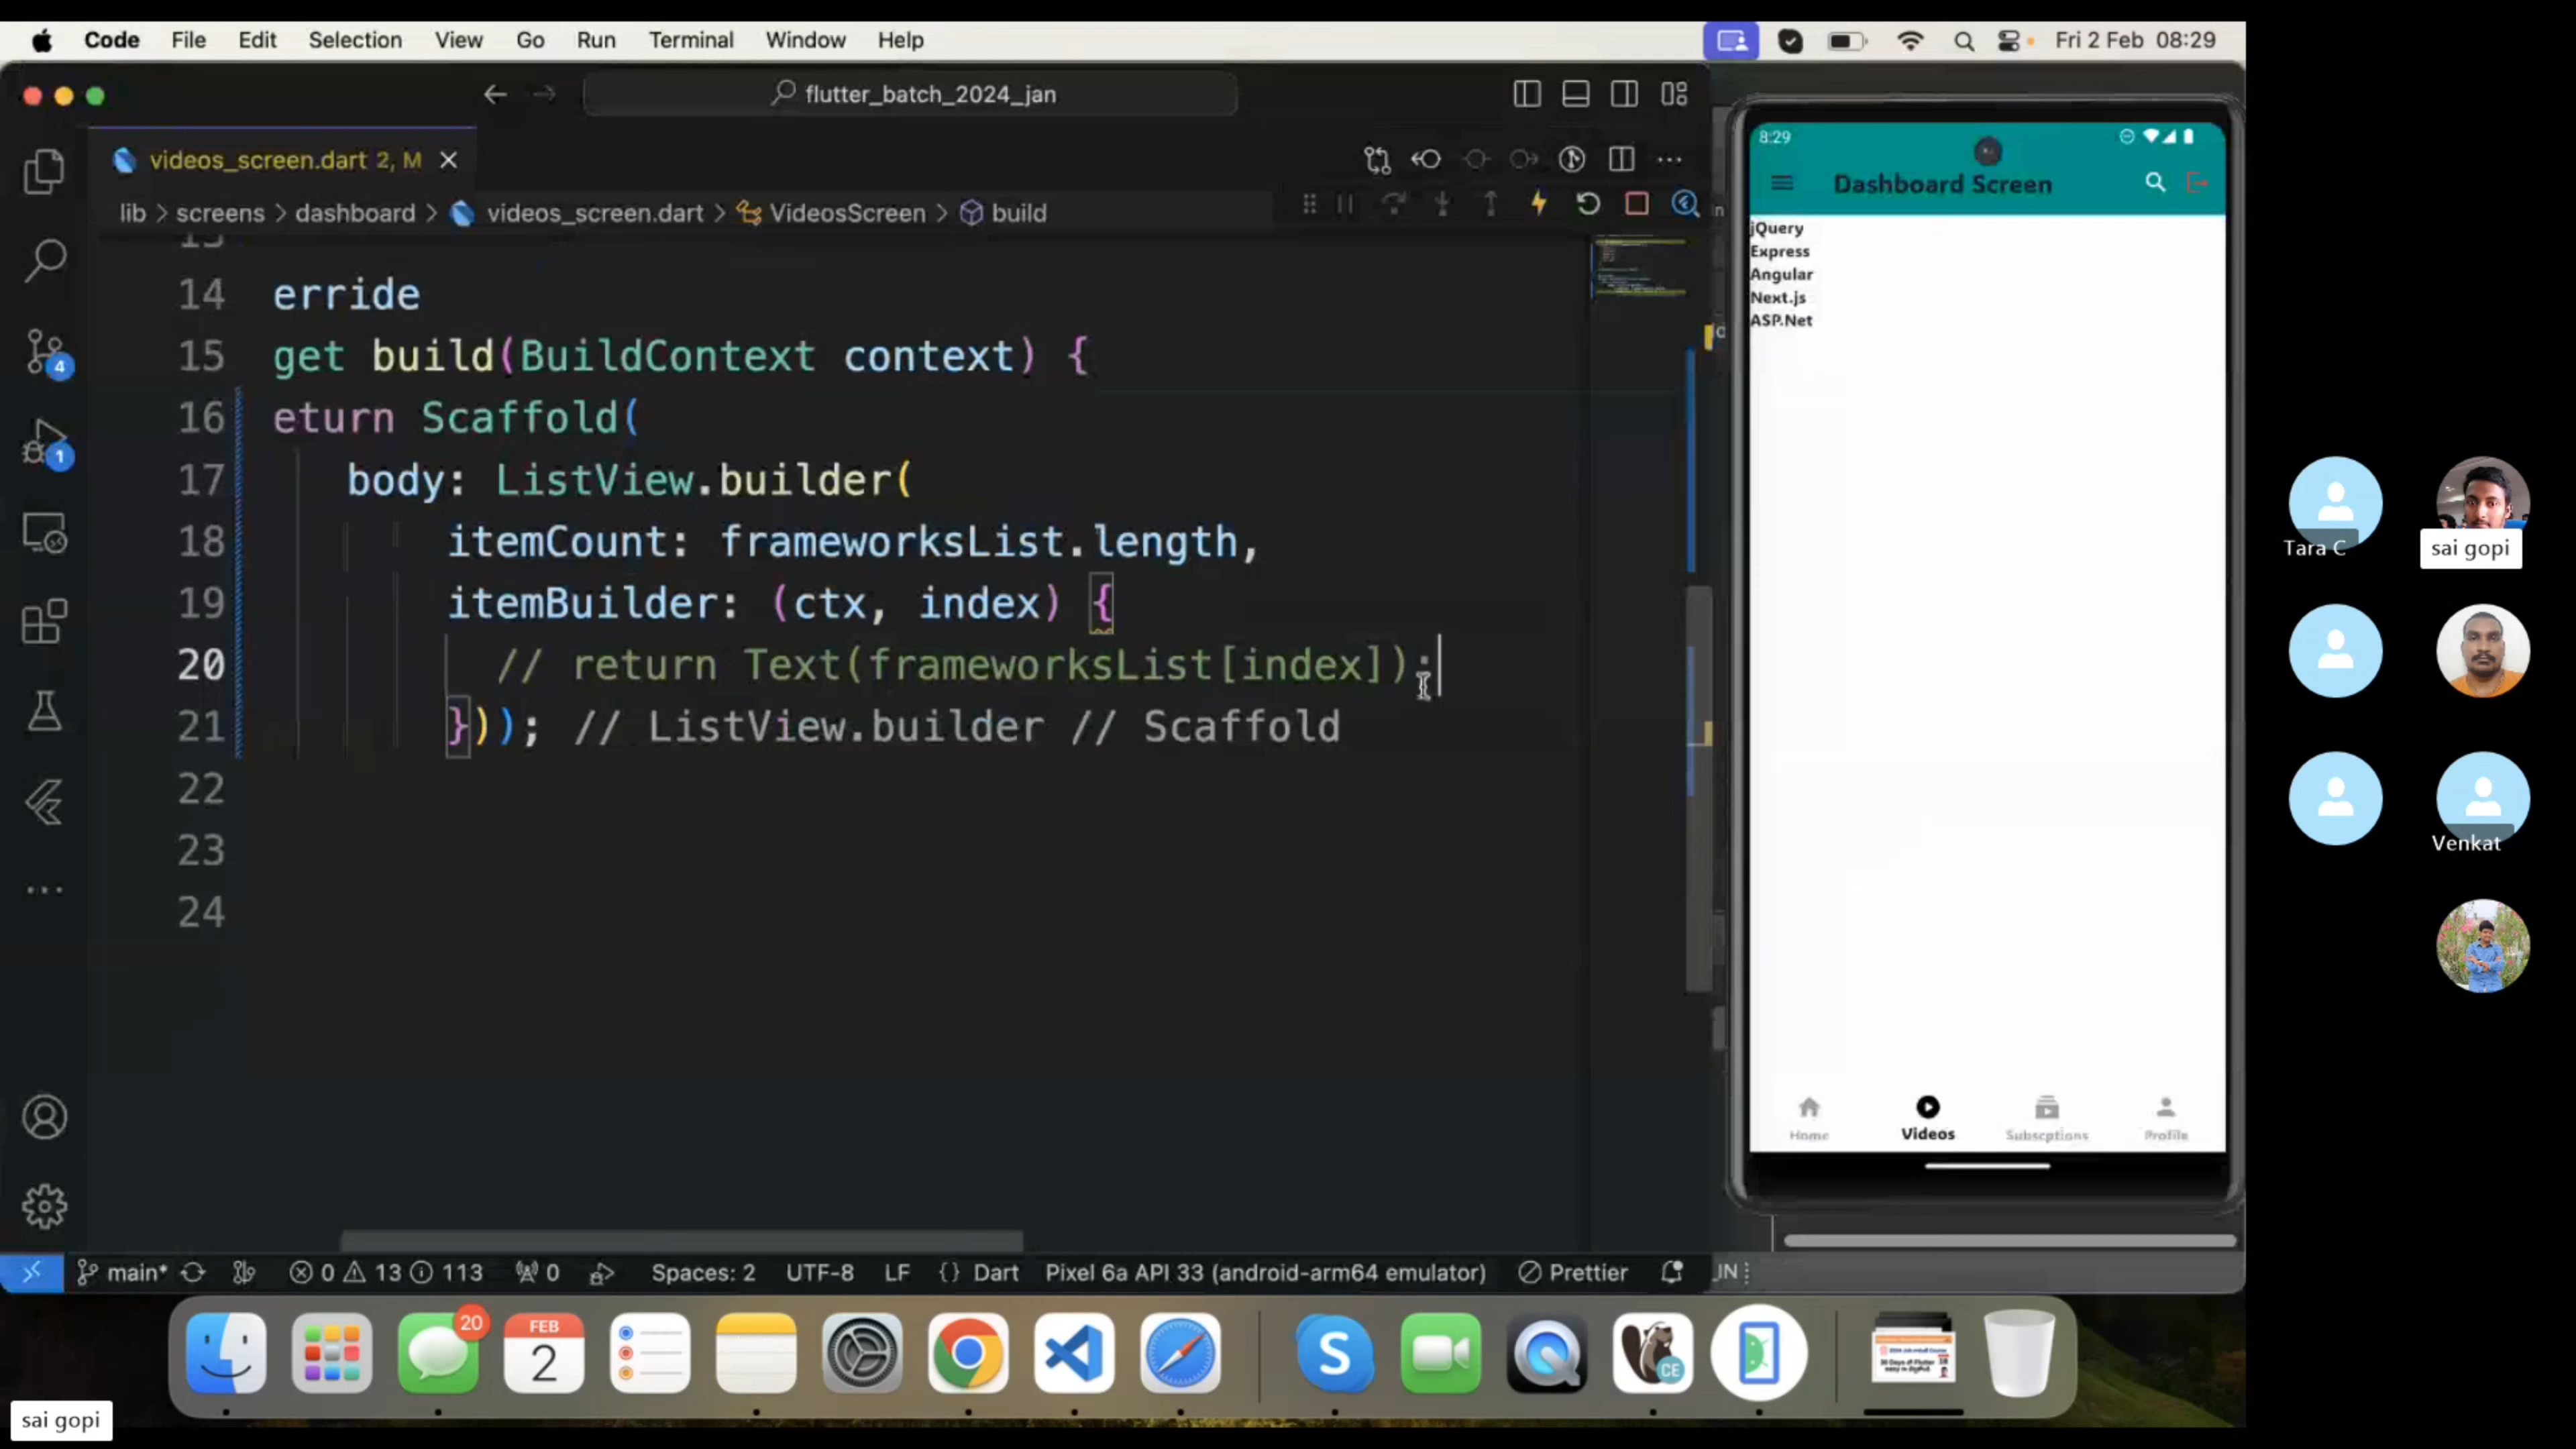 Code File Edit Selection View Go Run Terminal Window Help Fri 2 Feb 08:29
flutter_batch_2024_jan
videos_screen.dart 2, M
lib > screens > dashboard > videos_screen.dart > VideosScreen > build
14 erride
15 get build(BuildContext context) {
16 eturn Scaffold(
17 body: ListView.builder(
18 itemCount: frameworksList.length,
19 itemBuilder: (ctx, index) {
20 // return Text(frameworksList[index]);
21 })); // ListView.builder // Scaffold
22
23
24
4
1
main* 0 13 113 0 Spaces: 2 UTF-8 LF {} Dart Pixel 6a API 33 (android-arm64 emulator) Prettier
8:29
Dashboard Screen
jQuery
Express
Angular
Next.js
ASP.Net
Home Videos Subscptions Profile
Tara C
sai gopi
Venkat
20
FEB
2
CE
sai gopi